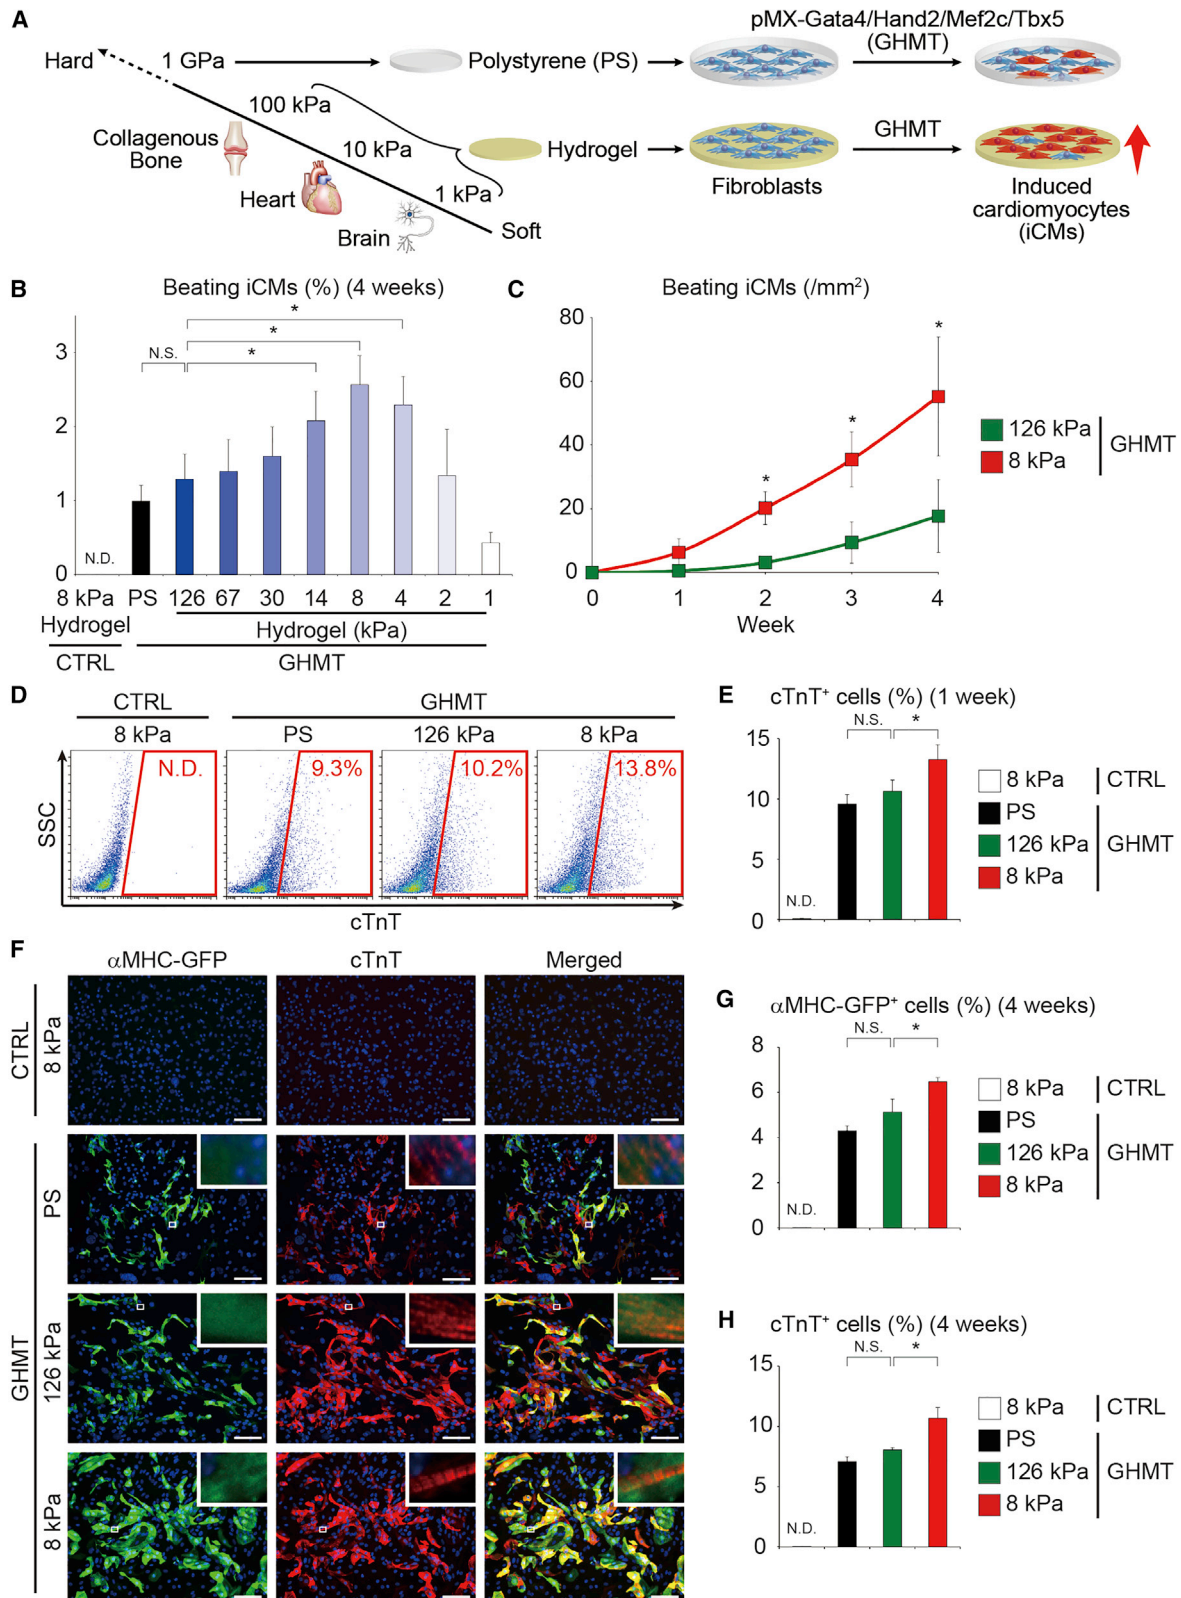 A
pMX-Gata4/Hand2/Mef2c/Tbx5
(GHMT)
Hard
1 GPa
Polystyrene (PS)
100 kPa
Collagenous
Bone
10 kPa
Hydrogel
GHMT
Heart
1 kPa
Fibroblasts
Induced
cardiomyocytes
(iCMs)
Brain
Soft
B
Beating iCMs (%) (4 weeks)
*
*
N.S.
*
3
2
1
0
N.D.
8 kPa PS 126 67 30 14 8 4 2 1
Hydrogel
Hydrogel (kPa)
CTRL
GHMT
C
Beating iCMs (/mm²)
80
60
40
20
0
*
*
*
0 1 2 3 4
Week
126 kPa
8 kPa
GHMT
D
CTRL
GHMT
8 kPa
PS
126 kPa
8 kPa
N.D.
9.3%
10.2%
13.8%
SSC
cTnT
E
cTnT⁺ cells (%) (1 week)
N.S.
*
15
10
5
0
N.D.
8 kPa
CTRL
PS
126 kPa
8 kPa
GHMT
F
αMHC-GFP
cTnT
Merged
CTRL
8 kPa
GHMT
PS
126 kPa
8 kPa
G
αMHC-GFP⁺ cells (%) (4 weeks)
N.S.
*
8
6
4
2
0
N.D.
8 kPa
CTRL
PS
126 kPa
8 kPa
GHMT
H
cTnT⁺ cells (%) (4 weeks)
N.S.
*
15
10
5
0
N.D.
8 kPa
CTRL
PS
126 kPa
8 kPa
GHMT